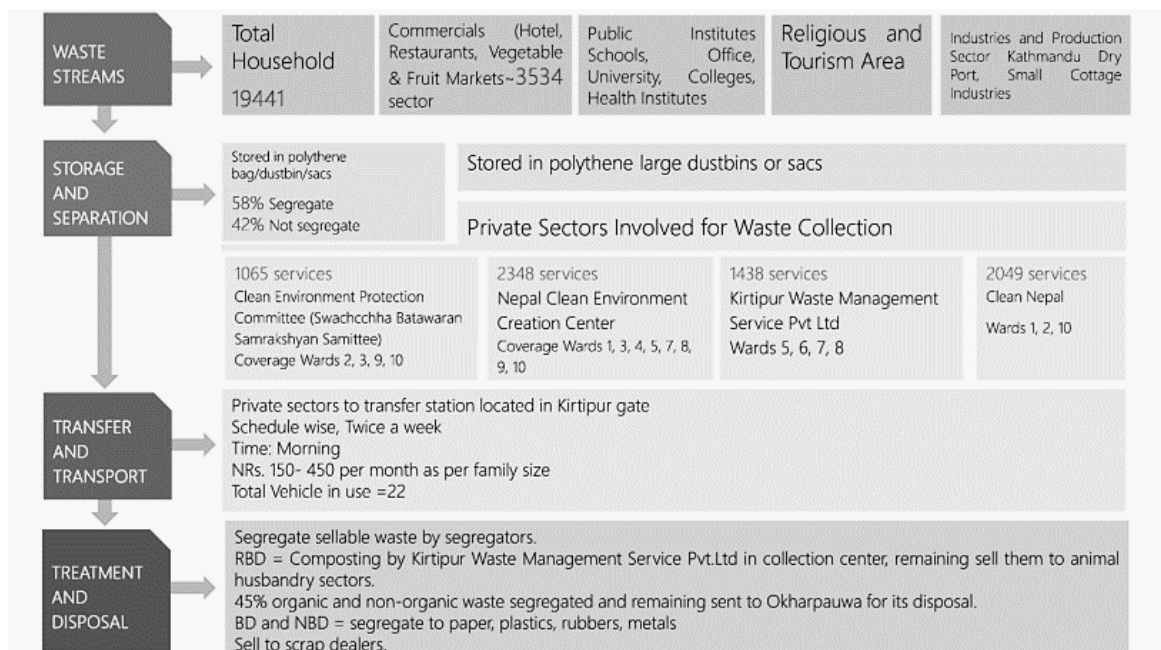 WASTE
STREAMS
Total
Household
19441
Commercials (Hotel,
Restaurants, Vegetable
& Fruit Markets~3534
sector
Public Institutes
Schools, Office,
University, Colleges,
Health Institutes
Religious and
Tourism Area
Industries and Production
Sector Kathmandu Dry
Port, Small Cottage
Industries
STORAGE
AND
SEPARATION
Stored in polythene
bag/dustbin/sacs
58% Segregate
42% Not segregate
Stored in polythene large dustbins or sacs
Private Sectors Involved for Waste Collection
1065 services
Clean Environment Protection
Committee (Swachcchha Batawaran
Samrakshyan Samittee)
Coverage Wards 2, 3, 9, 10
2348 services
Nepal Clean Environment
Creation Center
Coverage Wards 1, 3, 4, 5, 7, 8,
9, 10
1438 services
Kirtipur Waste Management
Service Pvt Ltd
Wards 5, 6, 7, 8
2049 services
Clean Nepal
Wards 1, 2, 10
TRANSFER
AND
TRANSPORT
Private sectors to transfer station located in Kirtipur gate
Schedule wise, Twice a week
Time: Morning
NRs. 150- 450 per month as per family size
Total Vehicle in use =22
TREATMENT
AND
DISPOSAL
Segregate sellable waste by segregators.
RBD = Composting by Kirtipur Waste Management Service Pvt.Ltd in collection center, remaining sell them to animal
husbandry sectors.
45% organic and non-organic waste segregated and remaining sent to Okharpauwa for its disposal.
BD and NBD = segregate to paper, plastics, rubbers, metals
Sell to scrap dealers.